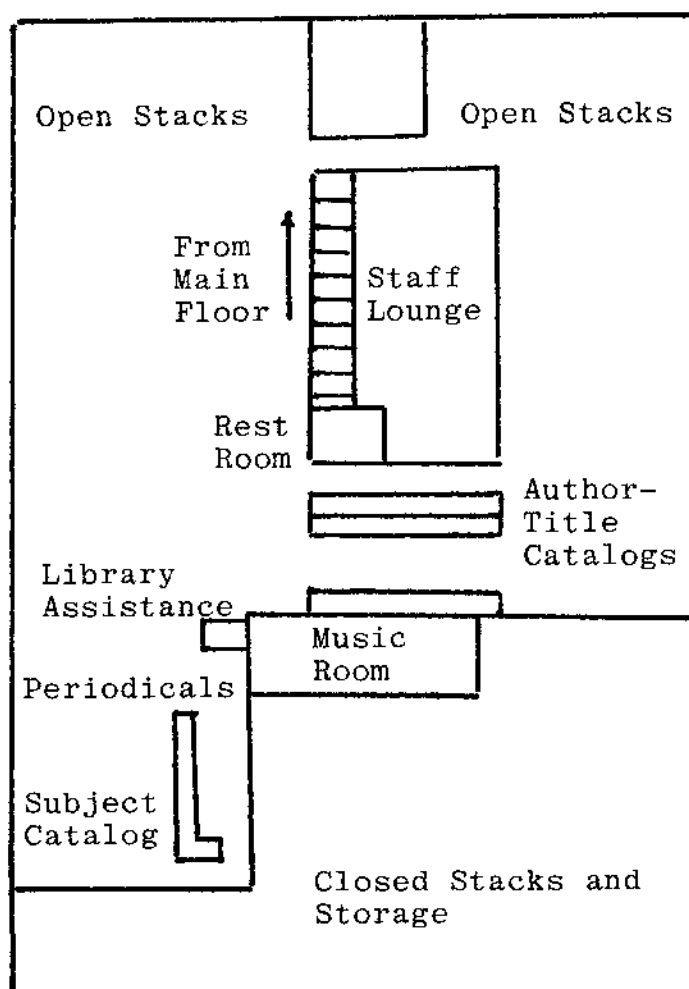 Open Stacks
Open Stacks
From
Main
Floor
Staff
Lounge
Rest
Room
Author-
Title
Catalogs
Library
Assistance
Music
Room
Periodicals
Subject
Catalog
Closed Stacks and
Storage